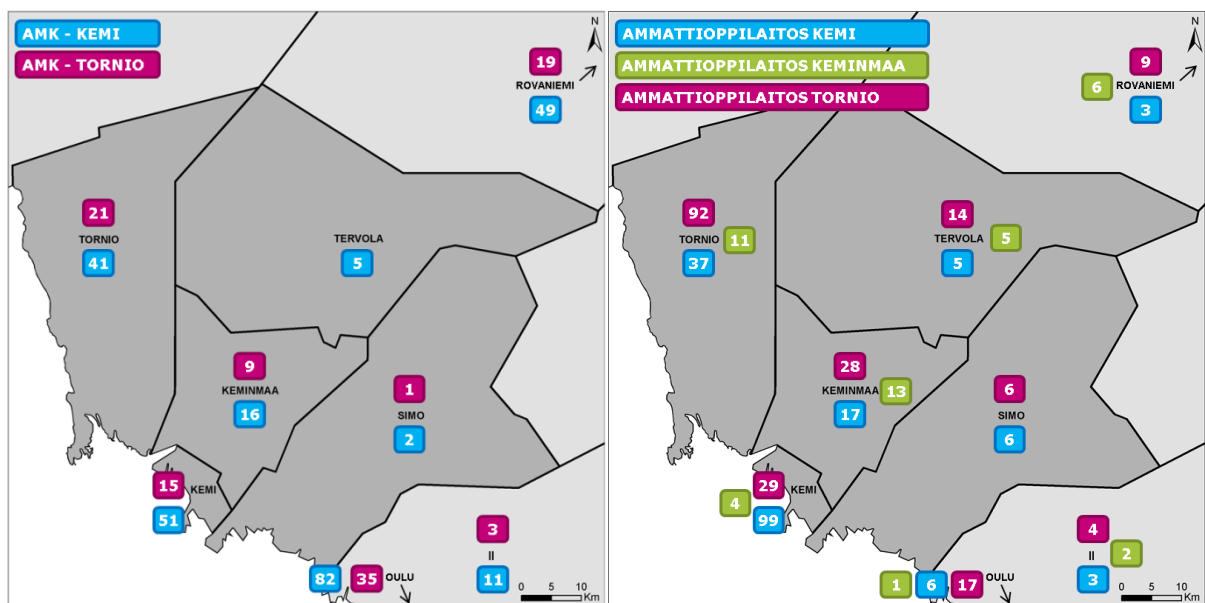 AMK - KEMI
AMK - TORNIO
N
19
ROVANIEMI
49
21
TORNIO
41
TERVOLA
5
9
KEMINMAA
16
1
SIMO
2
15
KEMI
51
3
II
11
82 35 OULU
0 5 10
Km
AMMATTIOPPILAITOS KEMI
AMMATTIOPPILAITOS KEMINMAA
AMMATTIOPPILAITOS TORNIO
N
9
6 ROVANIEMI
3
92
TORNIO 11
37
14
TERVOLA 5
5
28
KEMINMAA 13
17
6
SIMO
6
29 KEMI
4
99
4
II 2
3
1 6 17 OULU
0 5 10
Km